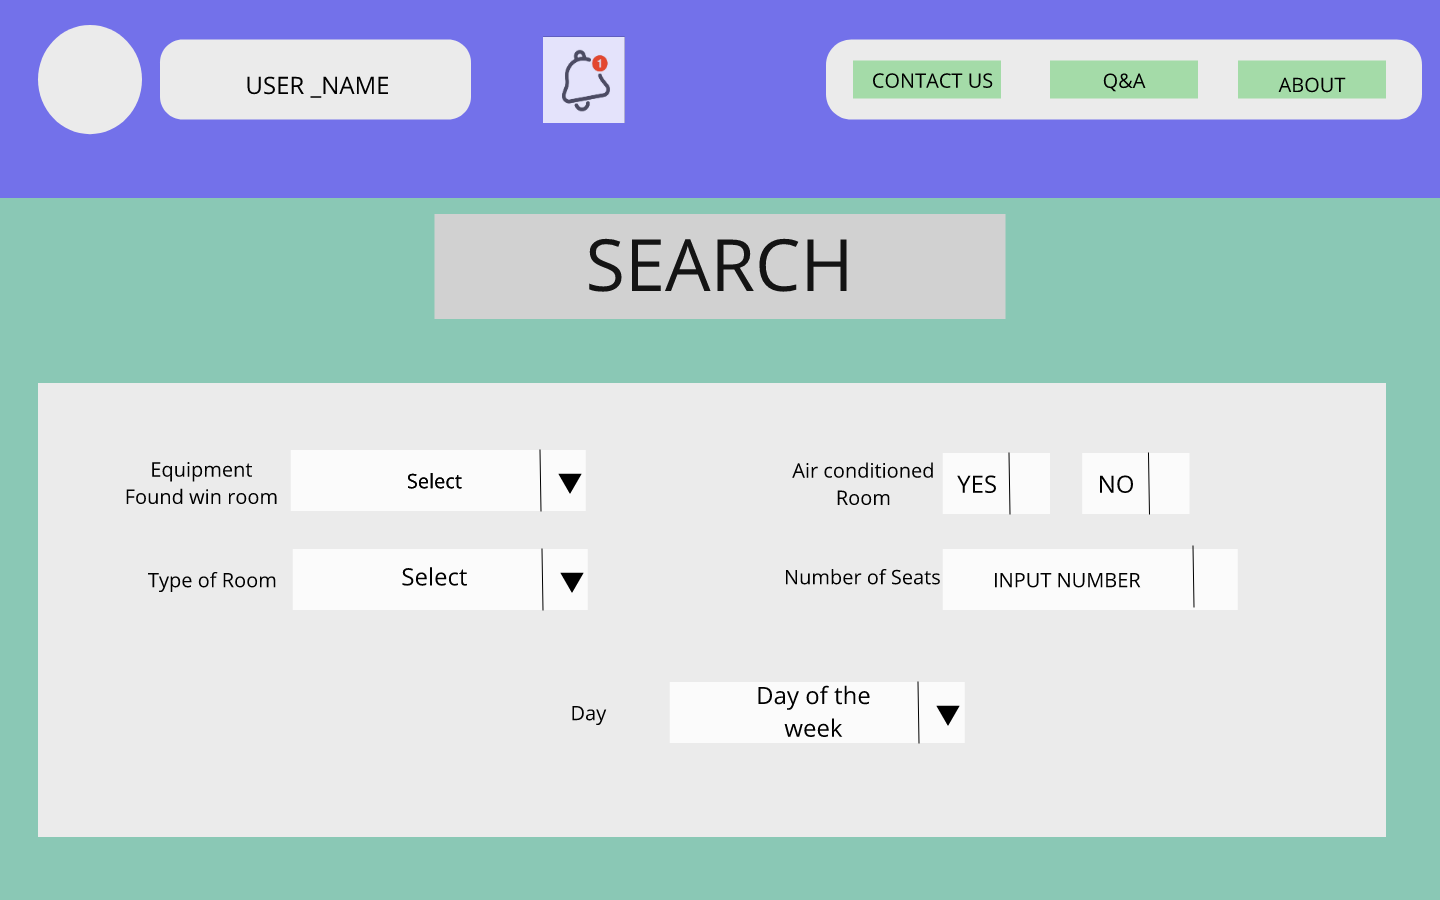 USER _NAME
1
CONTACT US
Q&A
ABOUT
SEARCH
Equipment
Found win room
Select
Air conditioned
Room
YES
NO
Type of Room
Select
Number of Seats
INPUT NUMBER
Day
Day of the
week